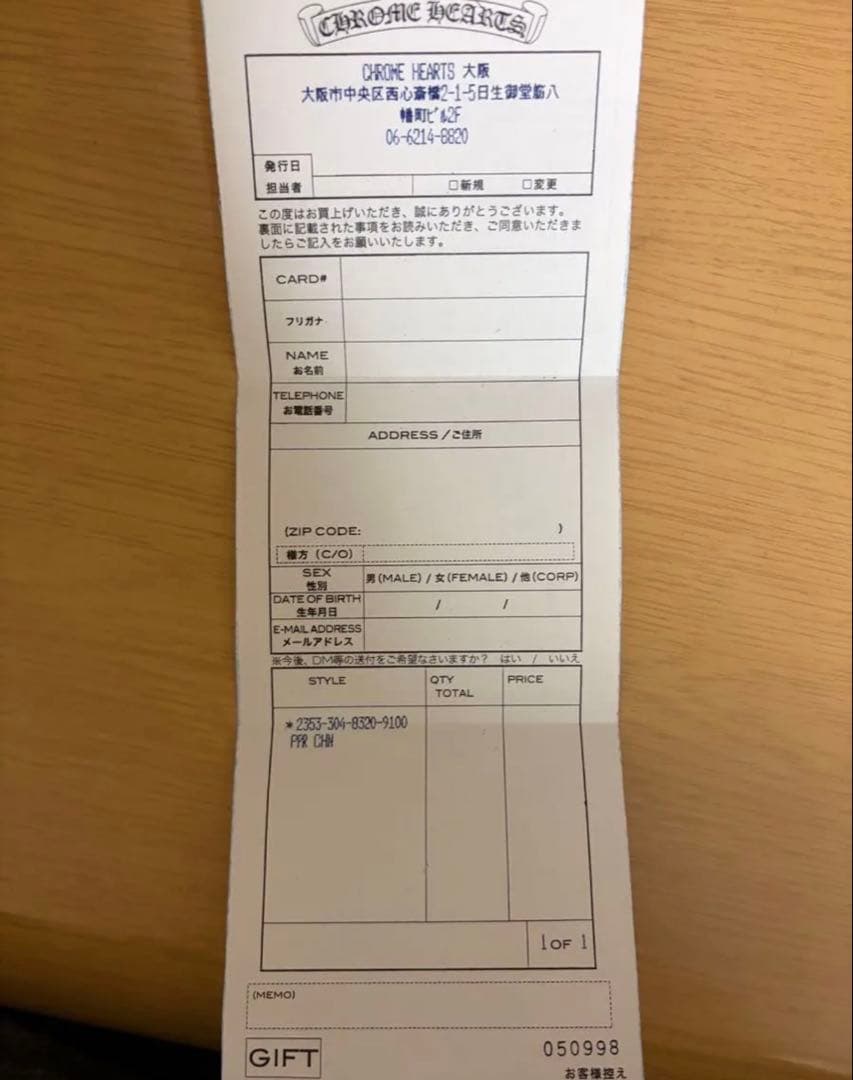 CHROME HEARTS
CHROME HEARTS 大阪
大阪市中央区西心斎橋2-1-5日生御堂筋八
幡町ビル2F
06-6214-8820
発行日
担当者 □新規 □変更
この度はお買上げいただき、誠にありがとうございます。
裏面に記載された事項をお読みいただき、ご同意いただきま
したらご記入をお願いいたします。
CARD#
フリガナ
NAME
お名前
TELEPHONE
お電話番号
ADDRESS/ご住所
(ZIP CODE: )
様方 (C/O)
SEX
性別
男(MALE)/女(FEMALE)/他(CORP)
DATE OF BIRTH
生年月日
/ /
E-MAIL ADDRESS
メールアドレス
※今後、DM等の送付をご希望なさいますか? はい / いいえ
STYLE QTY PRICE
TOTAL
*2353-304-8320-9100
PPR CHN
1 OF 1
(MEMO)
GIFT
050998
お客様控え